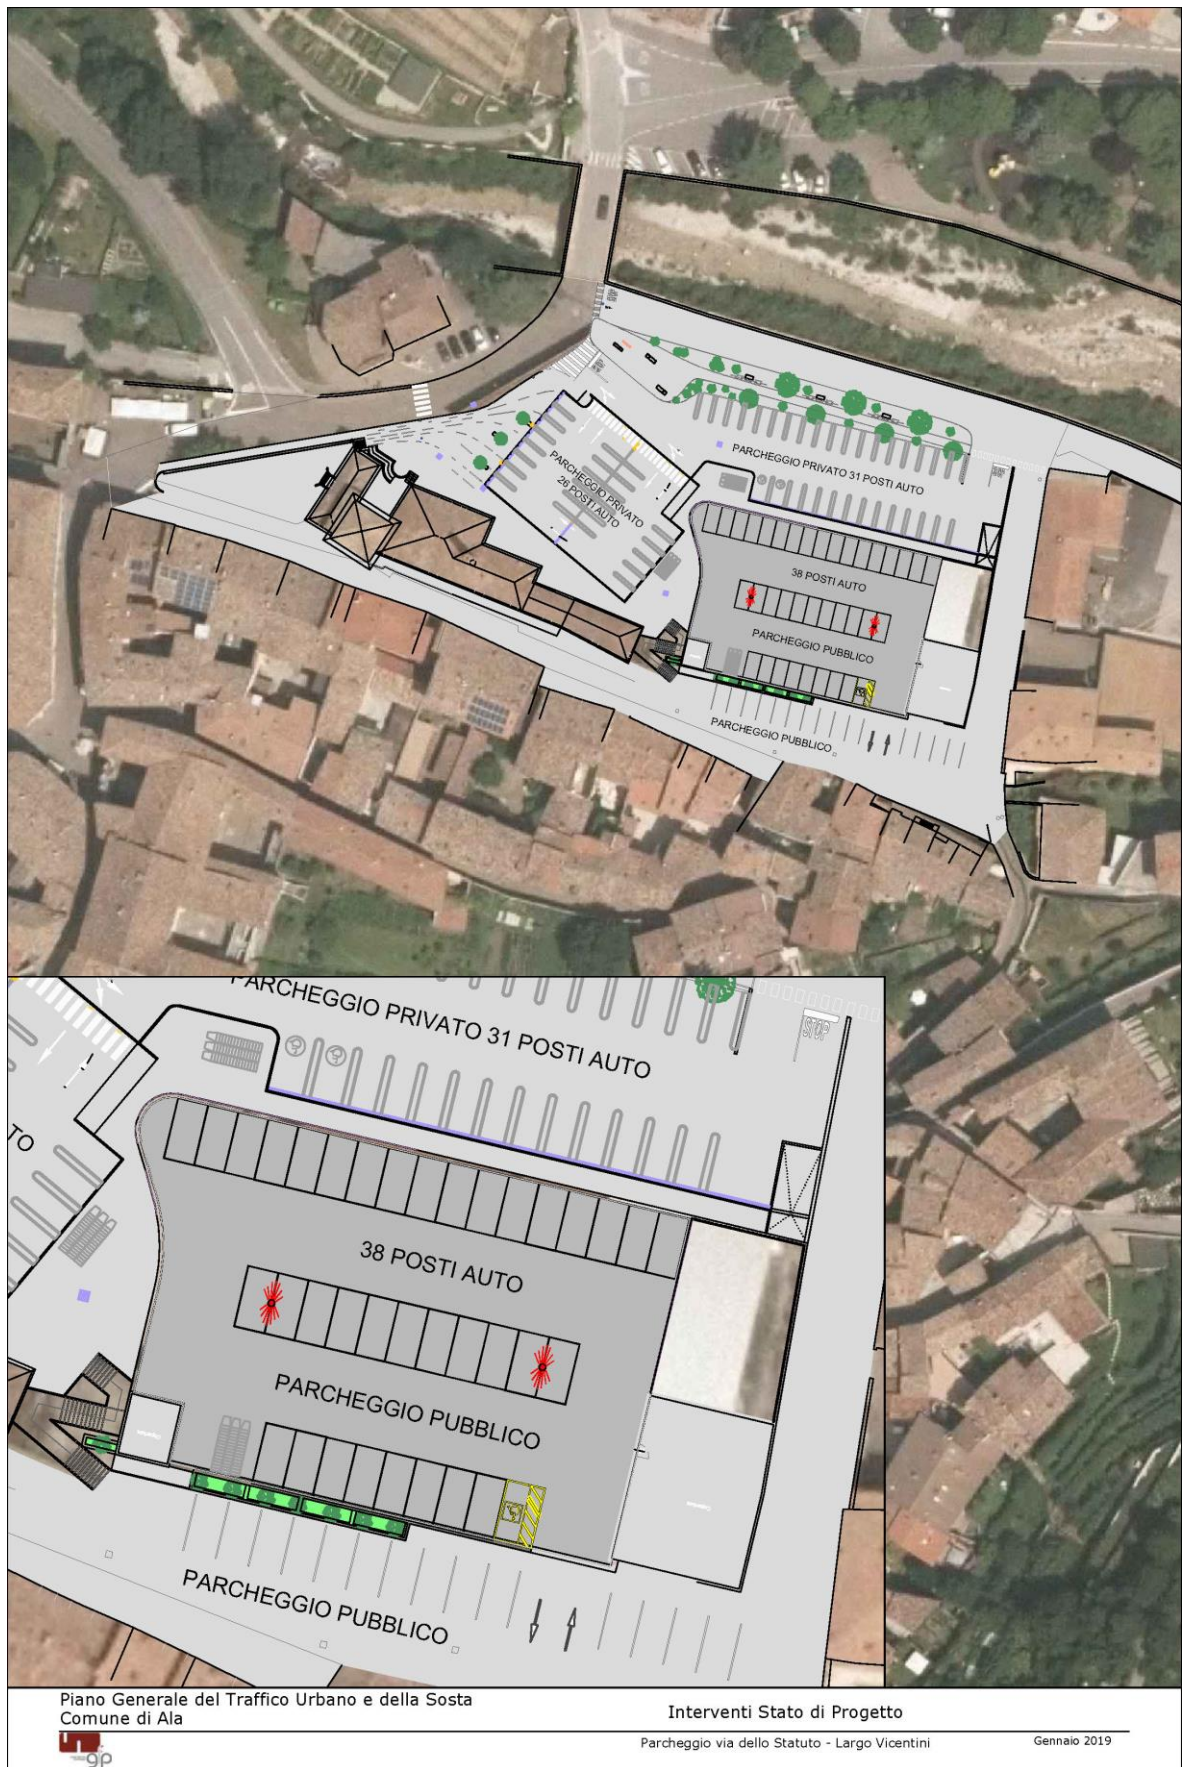 PARCHEGGIO PRIVATO 31 POSTI AUTO
PARCHEGGIO PRIVATO
26 POSTI AUTO
38 POSTI AUTO
PARCHEGGIO PUBBLICO
PARCHEGGIO PUBBLICO
PARCHEGGIO PRIVATO 31 POSTI AUTO
STOP
TO
38 POSTI AUTO
PARCHEGGIO PUBBLICO
PARCHEGGIO PUBBLICO
Piano Generale del Traffico Urbano e della Sosta
Comune di Ala
Interventi Stato di Progetto
Parcheggio via dello Statuto - Largo Vicentini
Gennaio 2019
gp